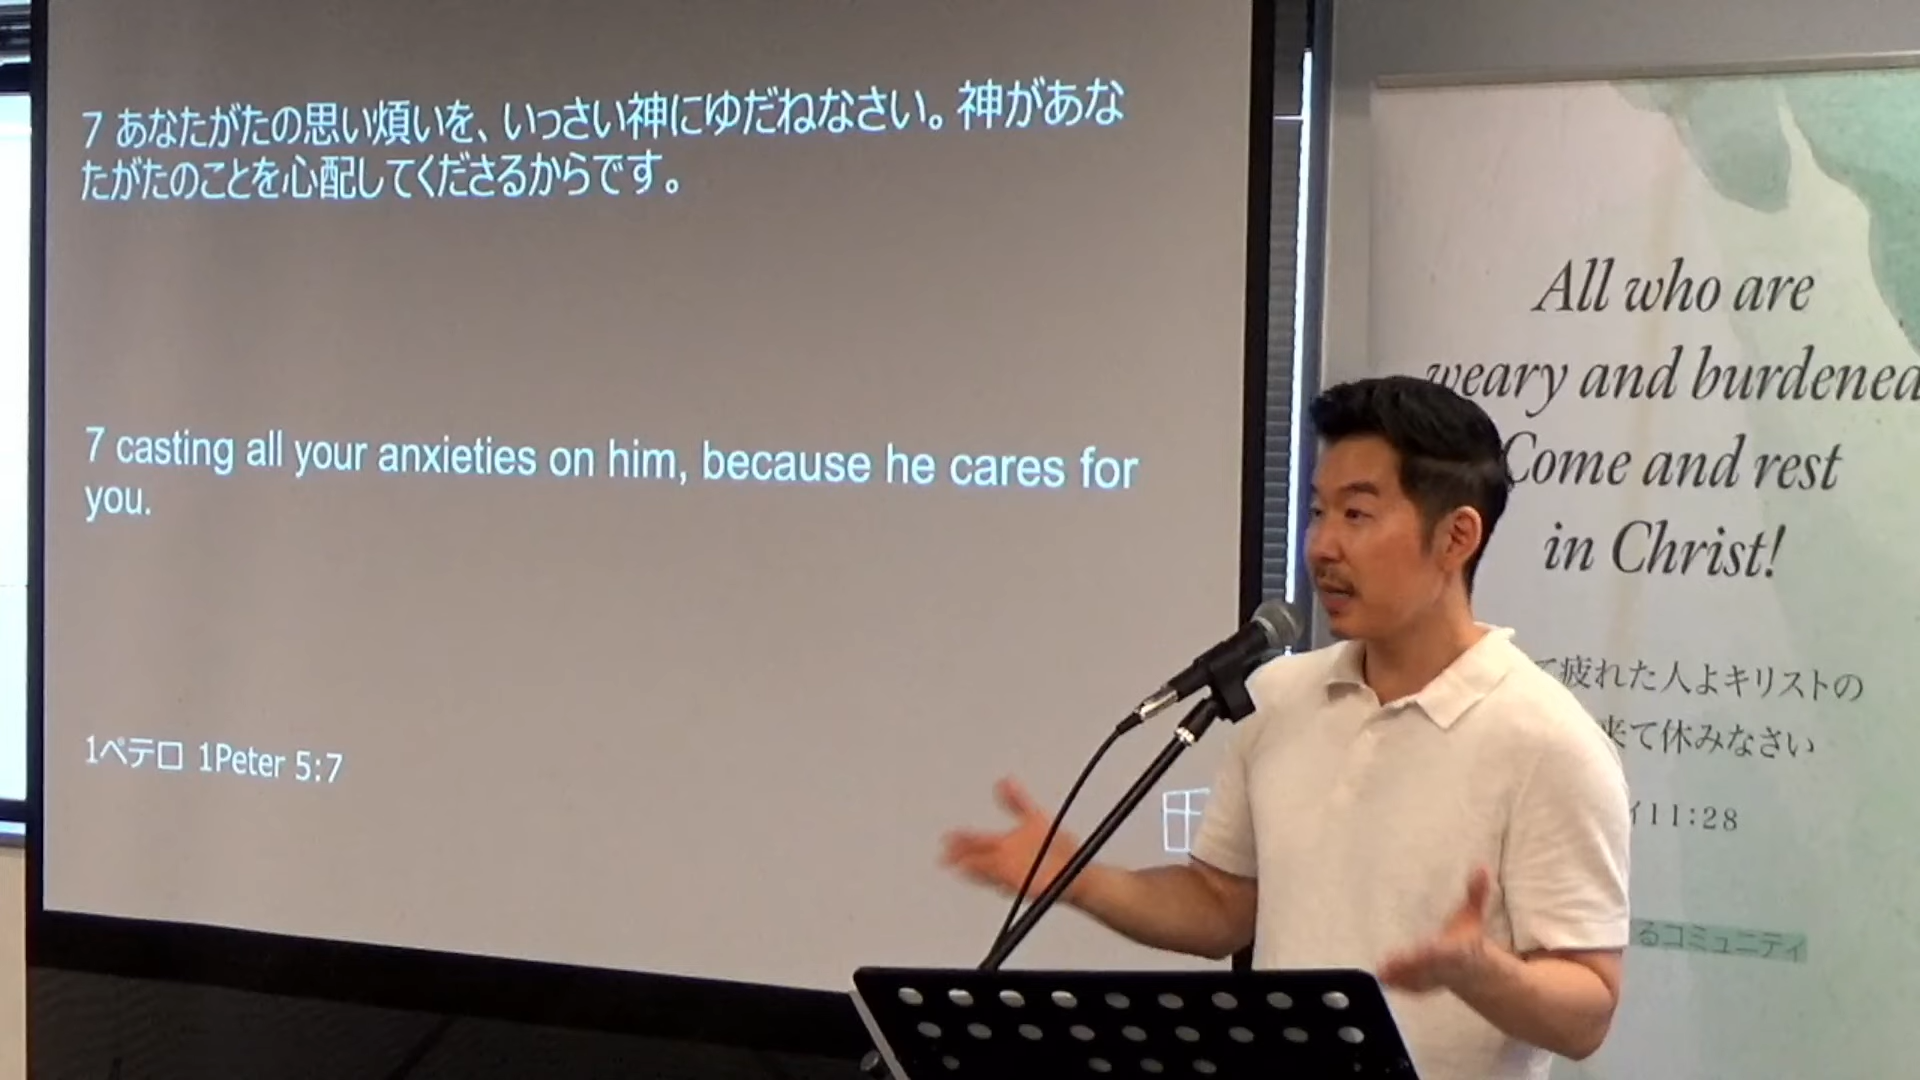 7 あなたがたの思い煩いを、いっさい神にゆだねなさい。神があな
たがたのことを心配してくださるからです。
7 casting all your anxieties on him, because he cares for
you.
1ペテロ 1Peter 5:7
All who are
weary and burdened
Come and rest
in Christ!
疲れた人よキリストの
来て休みなさい
11:28
るコミュニティ